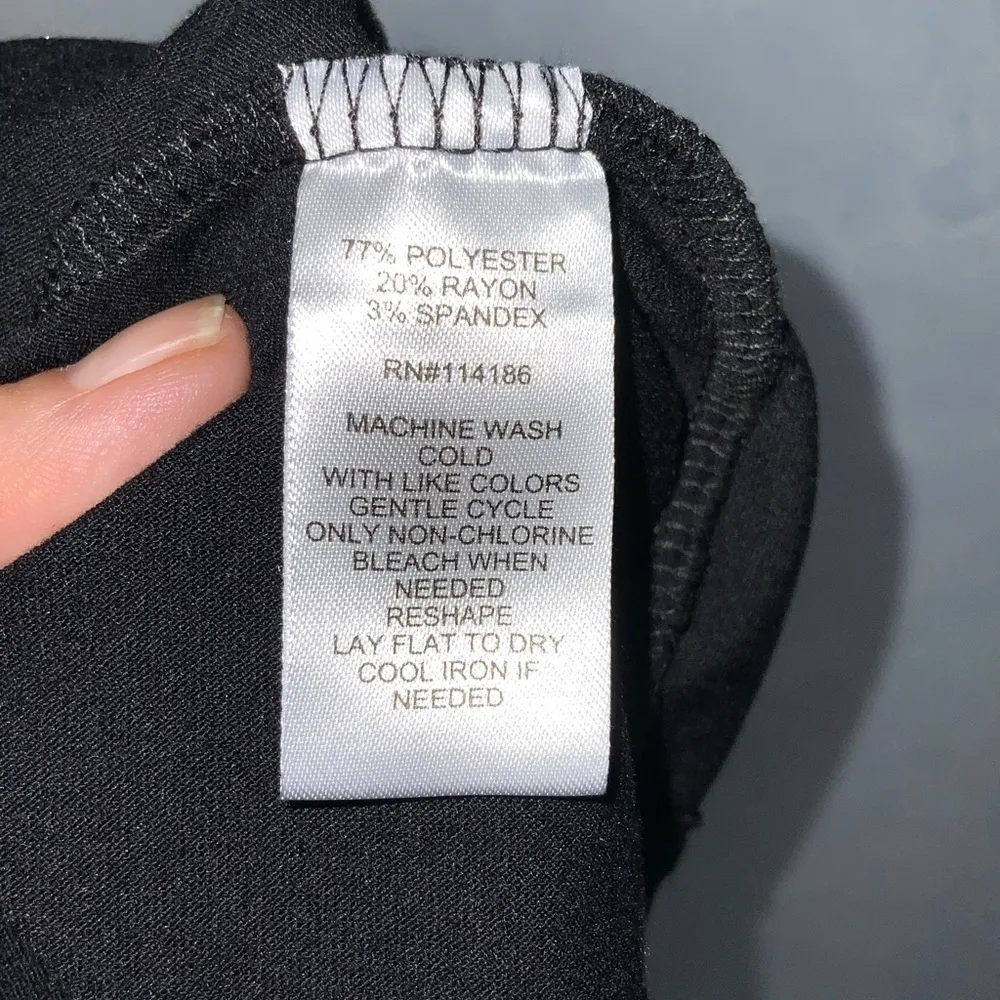 77% POLYESTER
20% RAYON
3% SPANDEX
RN#114186
MACHINE WASH
COLD
WITH LIKE COLORS
GENTLE CYCLE
ONLY NON-CHLORINE
BLEACH WHEN
NEEDED
RESHAPE
LAY FLAT TO DRY
COOL IRON IF
NEEDED